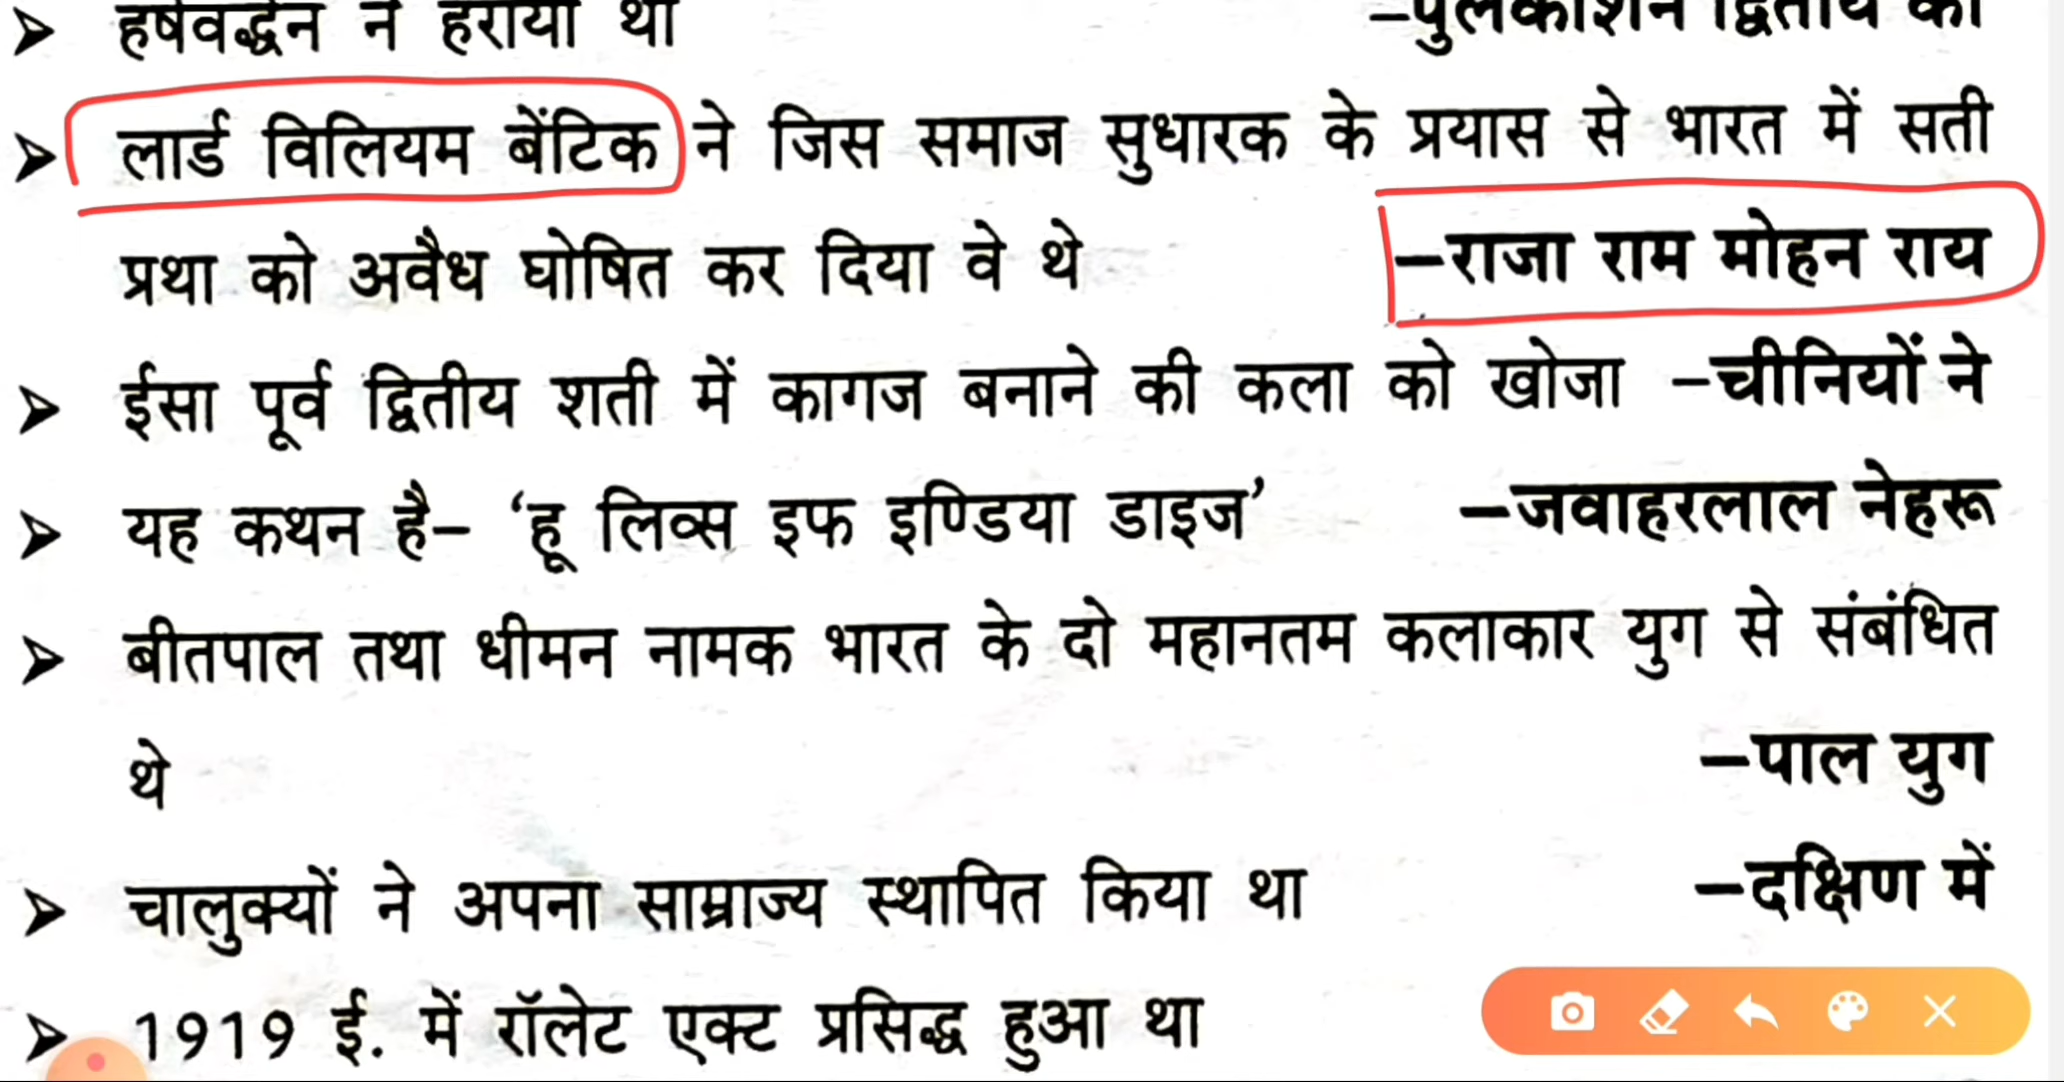 ➤ हर्षवर्द्धन ने हराया था –पुलकेशिन द्वितीय को
➤ लार्ड विलियम बेंटिक ने जिस समाज सुधारक के प्रयास से भारत में सती
प्रथा को अवैध घोषित कर दिया वे थे –राजा राम मोहन राय
➤ ईसा पूर्व द्वितीय शती में कागज बनाने की कला को खोजा –चीनियों ने
➤ यह कथन है– ‘हू लिव्स इफ इण्डिया डाइज’ –जवाहरलाल नेहरू
➤ बीतपाल तथा धीमन नामक भारत के दो महानतम कलाकार युग से संबंधित
थे –पाल युग
➤ चालुक्यों ने अपना साम्राज्य स्थापित किया था –दक्षिण में
➤ 1919 ई. में रॉलेट एक्ट प्रसिद्ध हुआ था